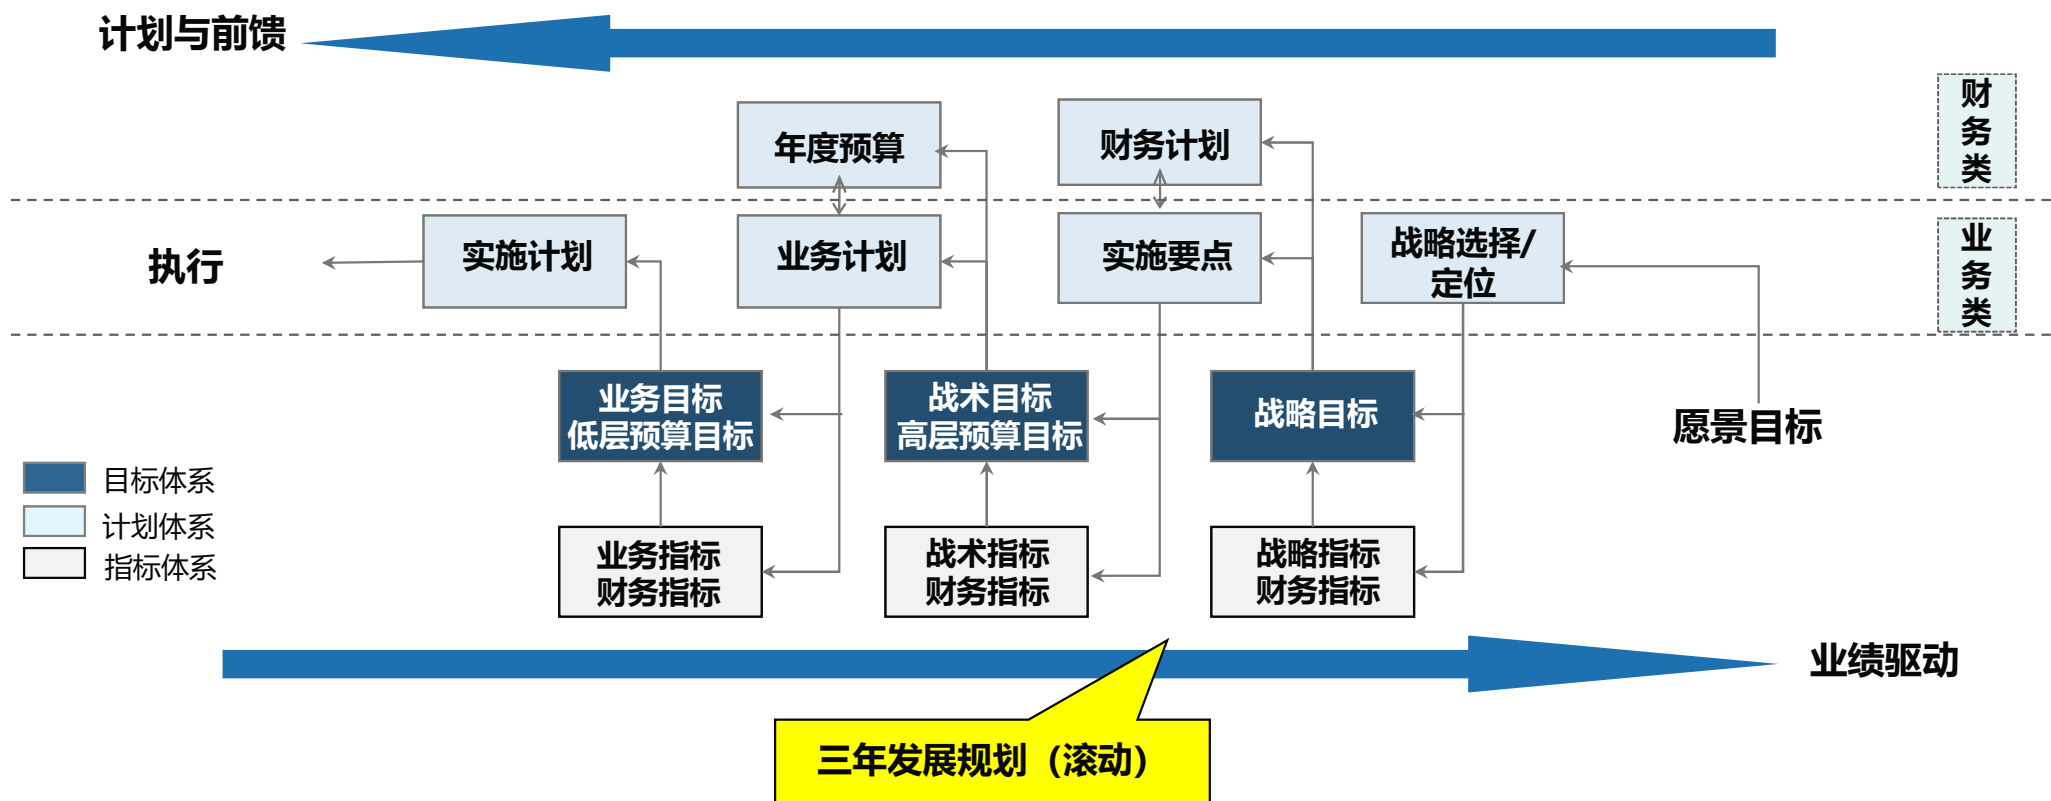 计划与前馈
财
务
类
年度预算
财务计划
执行
实施计划
业务计划
实施要点
战略选择/
定位
业
务
类
业务目标
低层预算目标
战术目标
高层预算目标
战略目标
愿景目标
目标体系
计划体系
指标体系
业务指标
财务指标
战术指标
财务指标
战略指标
财务指标
业绩驱动
三年发展规划（滚动）